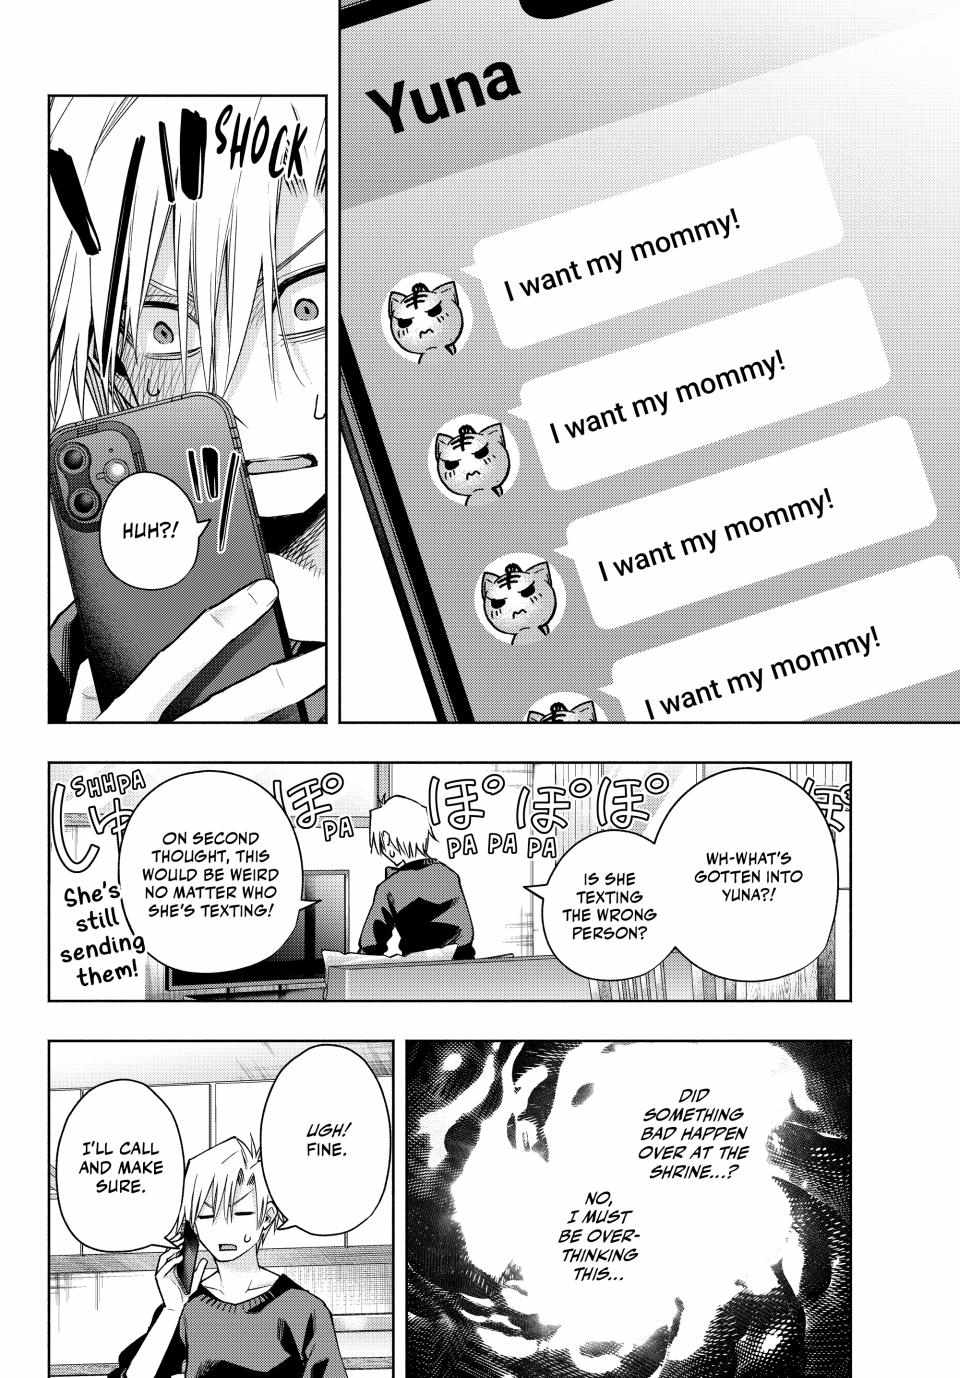 Yuna
I want my mommy!
I want my mommy!
I want my mommy!
I want my mommy!
SHOCK
HUH?!
WH-WHAT'S
GOTTEN INTO
YUNA?!
IS SHE
TEXTING
THE WRONG
PERSON?
ぽ
ぽ
ぽ
PA PA PA
ぽ
PA
ON SECOND
THOUGHT, THIS
WOULD BE WEIRD
NO MATTER WHO
SHE'S TEXTING!
SHHPA
She's
still
sending
them!
DID
SOMETHING
BAD HAPPEN
OVER AT THE
SHRINE...?
NO,
I MUST
BE OVER-
THINKING
THIS...
UGH!
FINE.
I'LL CALL
AND MAKE
SURE.